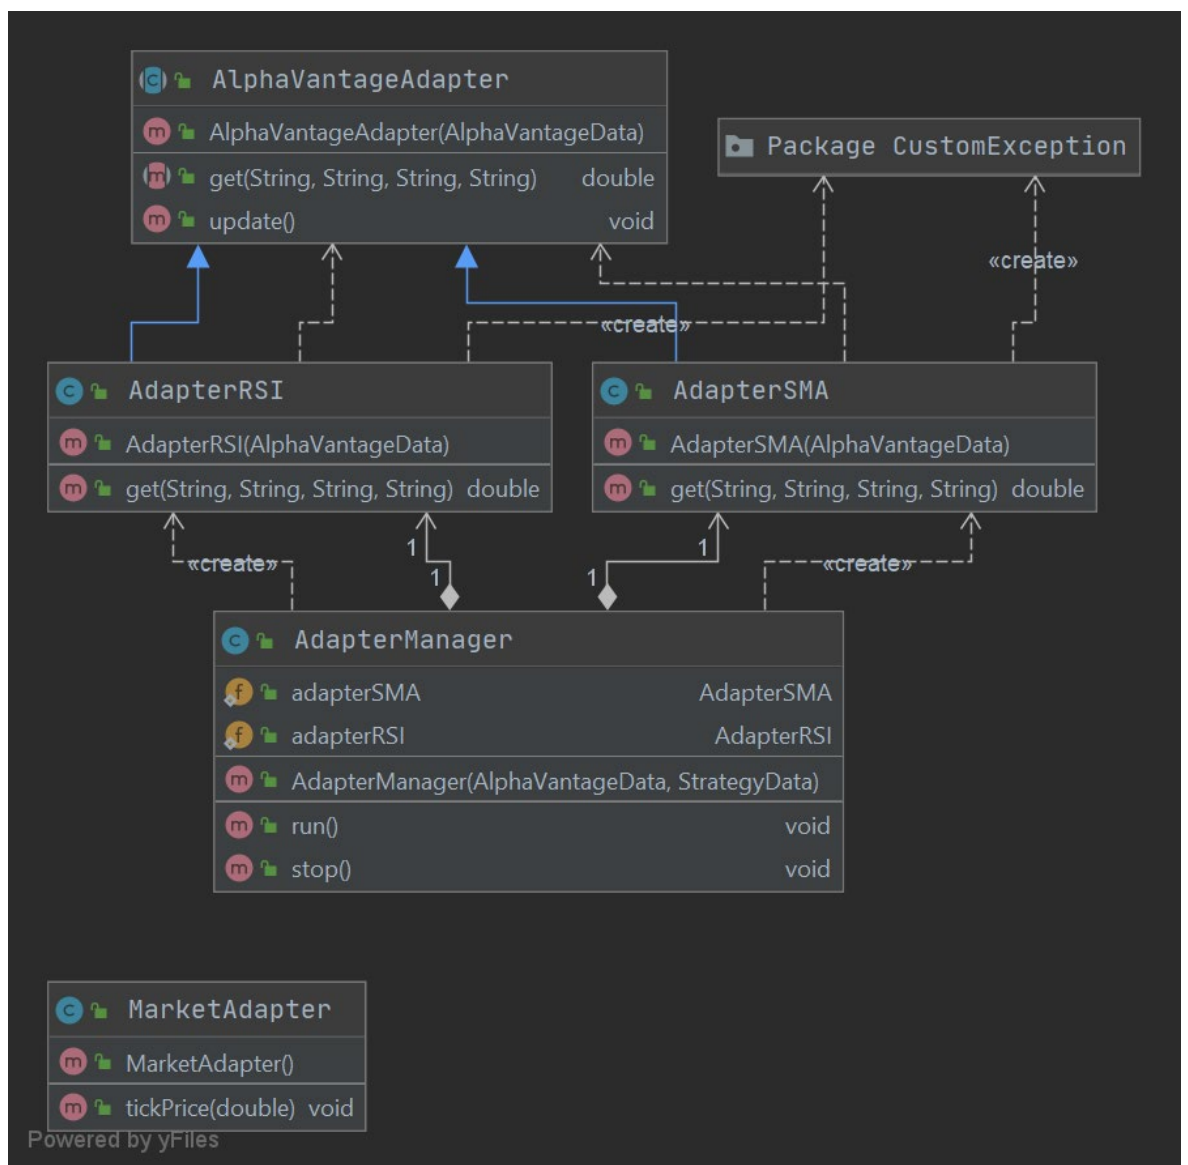 AlphaVantageAdapter
AlphaVantageAdapter(AlphaVantageData)
get(String, String, String, String) double
update() void
Package CustomException
«create»
«create»
AdapterRSI
AdapterRSI(AlphaVantageData)
get(String, String, String, String) double
AdapterSMA
AdapterSMA(AlphaVantageData)
get(String, String, String, String) double
«create»
1
1
1
1
«create»
AdapterManager
adapterSMA AdapterSMA
adapterRSI AdapterRSI
AdapterManager(AlphaVantageData, StrategyData)
run() void
stop() void
MarketAdapter
MarketAdapter()
tickPrice(double) void
Powered by yFiles